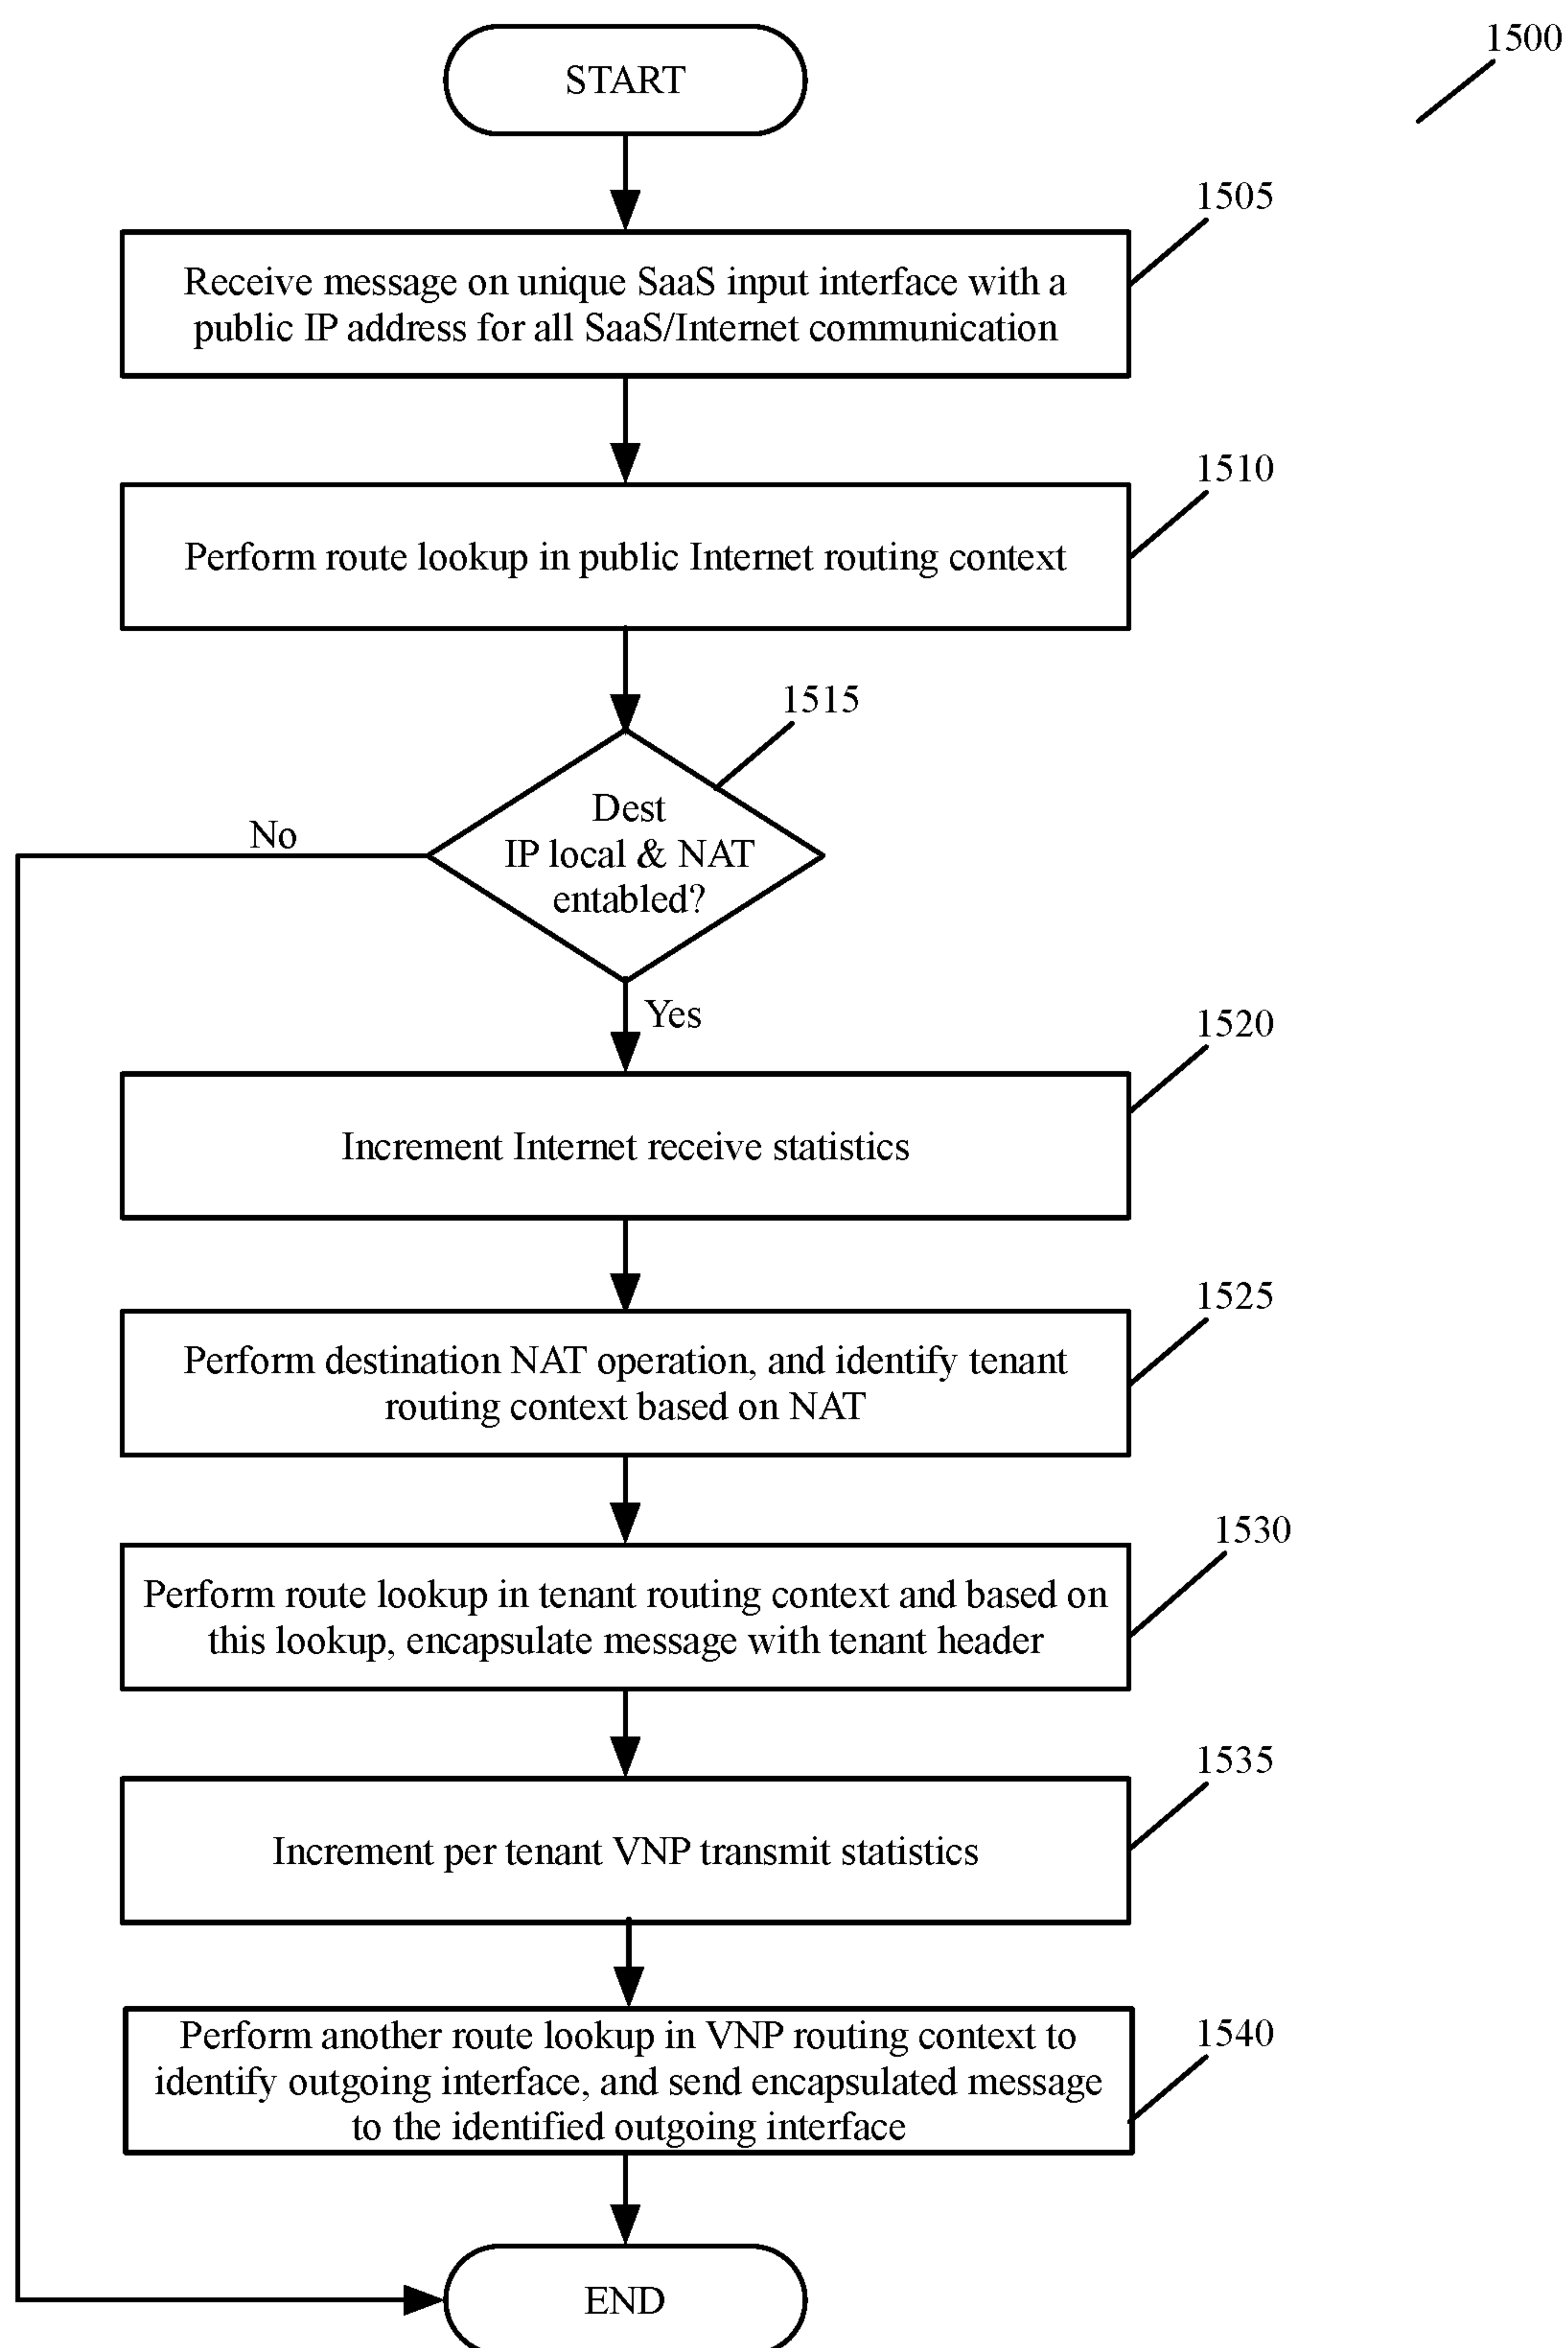 START
1500
1505
Receive message on unique SaaS input interface with a
public IP address for all SaaS/Internet communication
1510
Perform route lookup in public Internet routing context
1515
Dest
IP local & NAT
entabled?
No
Yes
1520
Increment Internet receive statistics
1525
Perform destination NAT operation, and identify tenant
routing context based on NAT
1530
Perform route lookup in tenant routing context and based on
this lookup, encapsulate message with tenant header
1535
Increment per tenant VNP transmit statistics
1540
Perform another route lookup in VNP routing context to
identify outgoing interface, and send encapsulated message
to the identified outgoing interface
END